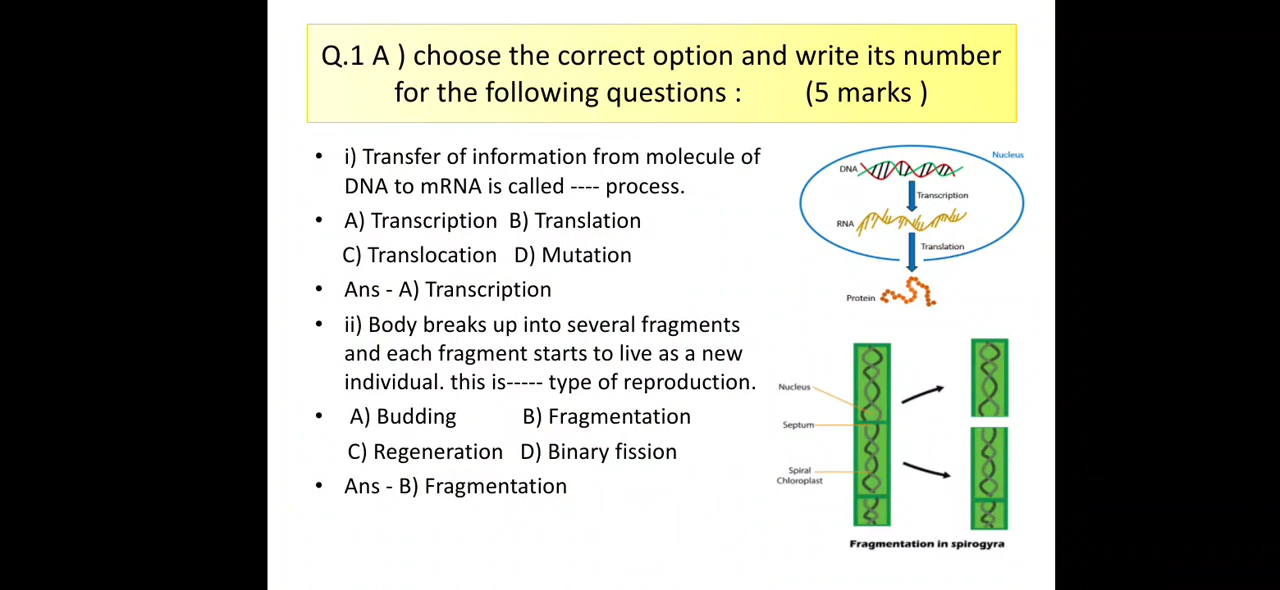 Q.1 A ) choose the correct option and write its number
for the following questions : (5 marks )
• i) Transfer of information from molecule of
DNA to mRNA is called ---- process.
• A) Transcription B) Translation
C) Translocation D) Mutation
• Ans - A) Transcription
• ii) Body breaks up into several fragments
and each fragment starts to live as a new
individual. this is----- type of reproduction.
• A) Budding B) Fragmentation
C) Regeneration D) Binary fission
• Ans - B) Fragmentation
Nucleus
DNA
Transcription
RNA
Translation
Protein
Nucleus
Septum
Spiral
Chloroplast
Fragmentation in spirogyra